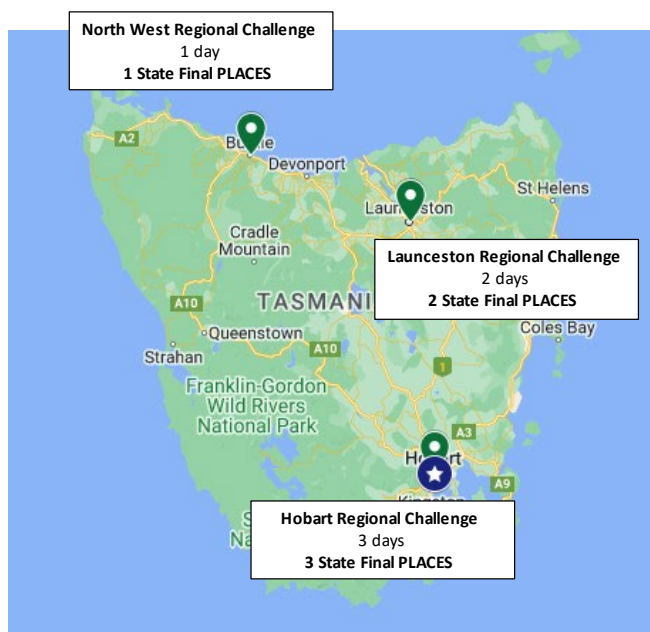 North West Regional Challenge
1 day
1 State Final PLACES
A2
Devonport
St Helens
Cradle
Mountain
Launceston Regional Challenge
2 days
2 State Final PLACES
A10
TASMANI
Queenstown
Coles Bay
Strahan
A10
1
Franklin-Gordon
Wild Rivers
National Park
A3
A9
Hobart Regional Challenge
3 days
3 State Final PLACES